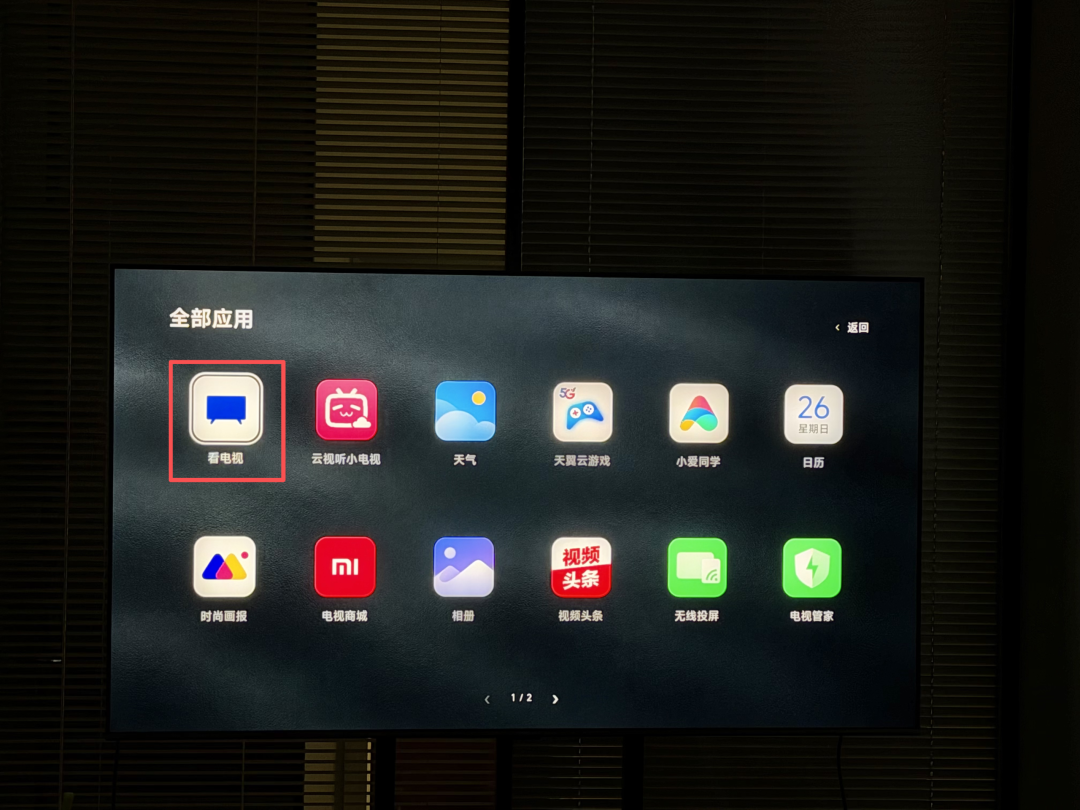 全部应用
‹ 返回
5G
26
星期日
看电视
云视听小电视
天气
天翼云游戏
小爱同学
日历
mi
视频
头条
时尚画报
电视商城
相册
视频头条
无线投屏
电视管家
‹ 1 / 2 ›